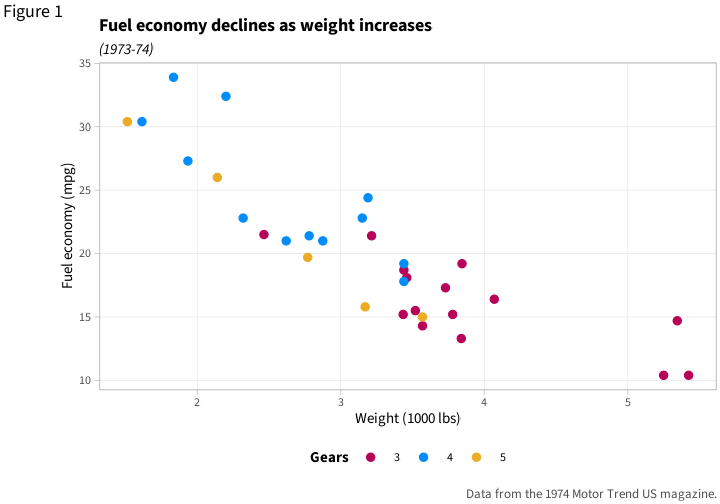 Figure 1
Fuel economy declines as weight increases
(1973-74)
Fuel economy (mpg)
35
30
25
20
15
10
2 3 4 5
Weight (1000 lbs)
Gears 3 4 5
Data from the 1974 Motor Trend US magazine.